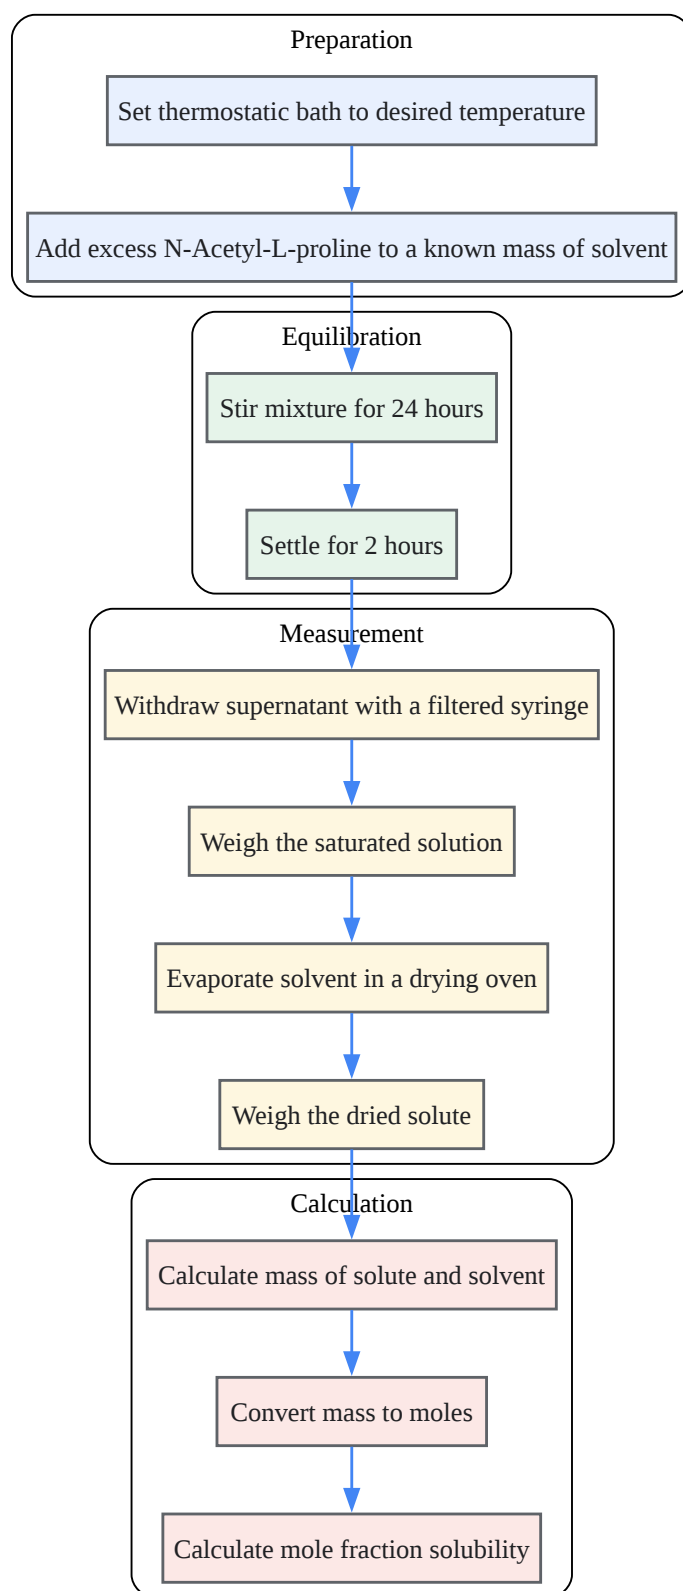 Preparation
Set thermostatic bath to desired temperature
Add excess N-Acetyl-L-proline to a known mass of solvent
Equilibration
Stir mixture for 24 hours
Settle for 2 hours
Measurement
Withdraw supernatant with a filtered syringe
Weigh the saturated solution
Evaporate solvent in a drying oven
Weigh the dried solute
Calculation
Calculate mass of solute and solvent
Convert mass to moles
Calculate mole fraction solubility